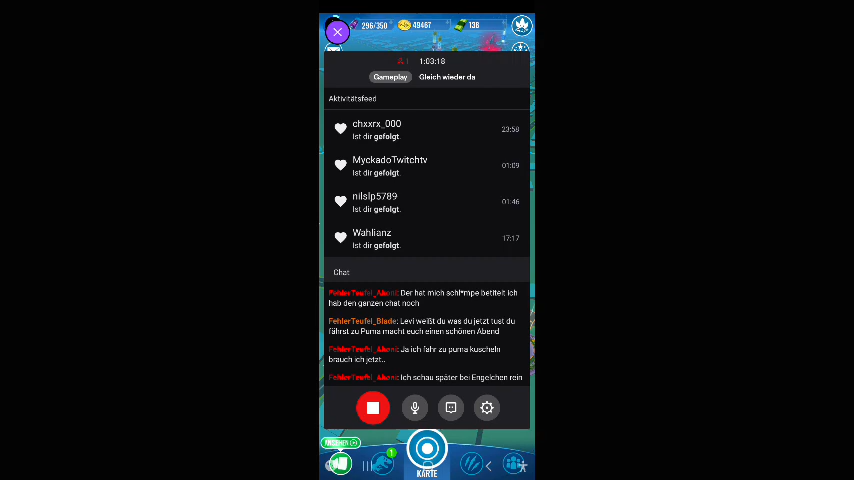 296/350 49467 138
1 1:03:18
Gameplay Gleich wieder da
Aktivitätsfeed
chxxrx_000
Ist dir gefolgt. 23:58
MyckadoTwitchtv
Ist dir gefolgt. 01:09
nilslp5789
Ist dir gefolgt. 01:46
Wahlianz
Ist dir gefolgt. 17:17
Chat
Der hat mich schl*mpe betitelt ich
hab den ganzen chat noch
FehlerTeufel_Blade: Levi weißt du was du jetzt tust du
fährst zu Puma macht euch einen schönen Abend
Ja ich fahr zu puma kuscheln
brauch ich jetzt..
Ich schau später bei Engelchen rein
ANSEHEN
1
KARTE